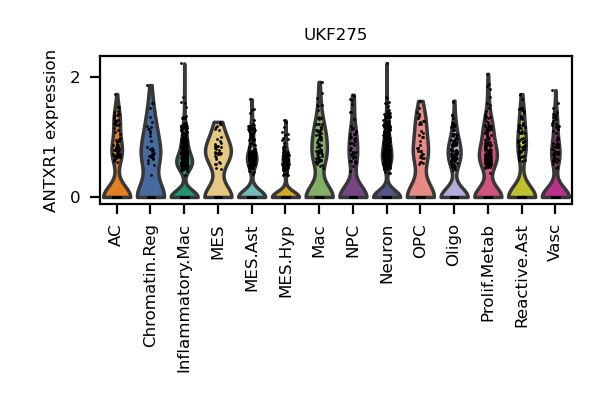 UKF275
ANTXR1 expression
2
0
AC
Chromatin.Reg
Inflammatory.Mac
MES
MES.Ast
MES.Hyp
Mac
NPC
Neuron
OPC
Oligo
Prolif.Metab
Reactive.Ast
Vasc